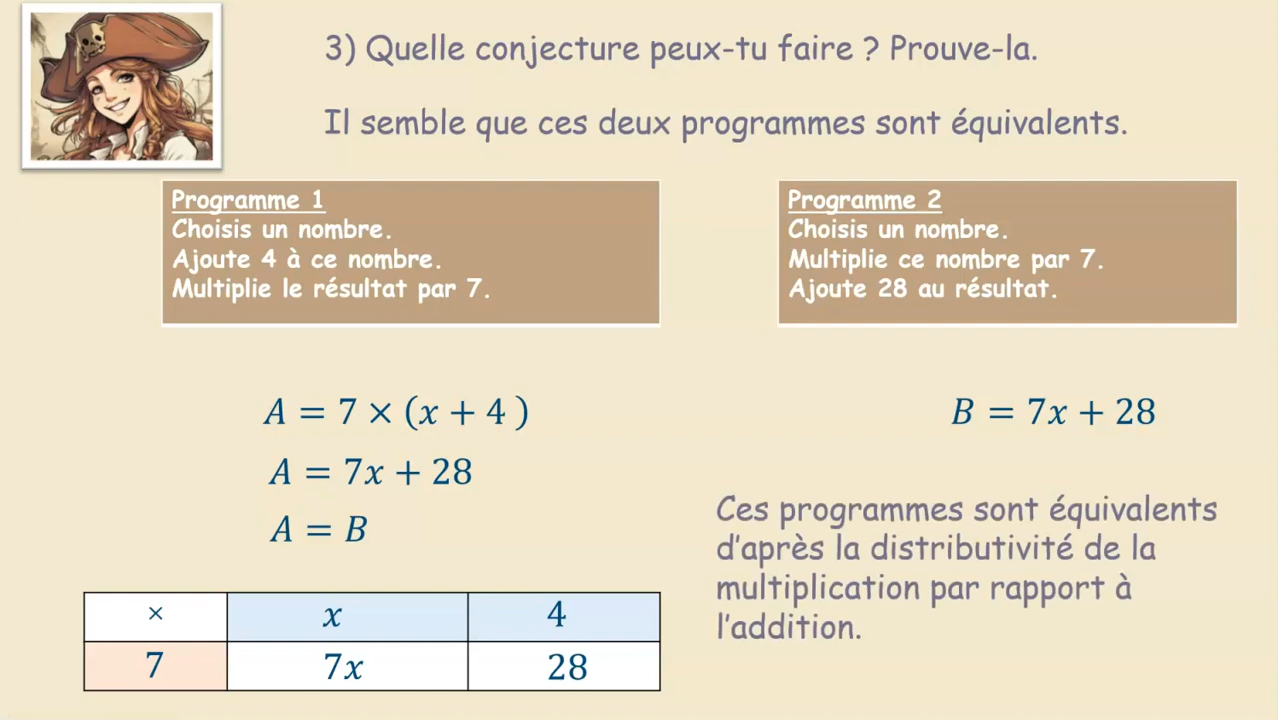 3) Quelle conjecture peux-tu faire ? Prouve-la.
Il semble que ces deux programmes sont équivalents.
Programme 1
Choisis un nombre.
Ajoute 4 à ce nombre.
Multiplie le résultat par 7.
Programme 2
Choisis un nombre.
Multiplie ce nombre par 7.
Ajoute 28 au résultat.
A = 7 × (x + 4 )
A = 7x + 28
A = B
B = 7x + 28
Ces programmes sont équivalents
d'après la distributivité de la
multiplication par rapport à
l'addition.
× x 4
7 7x 28